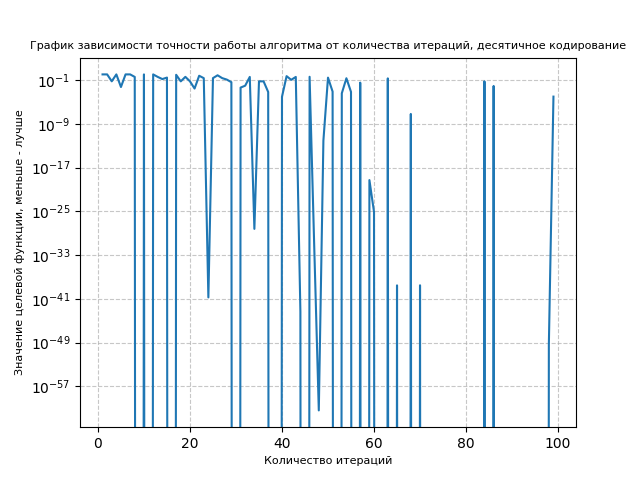 График зависимости точности работы алгоритма от количества итераций, десятичное кодирование
Значение целевой функции, меньше - лучше
10⁻¹
10⁻⁹
10⁻¹⁷
10⁻²⁵
10⁻³³
10⁻⁴¹
10⁻⁴⁹
10⁻⁵⁷
0 20 40 60 80 100
Количество итераций